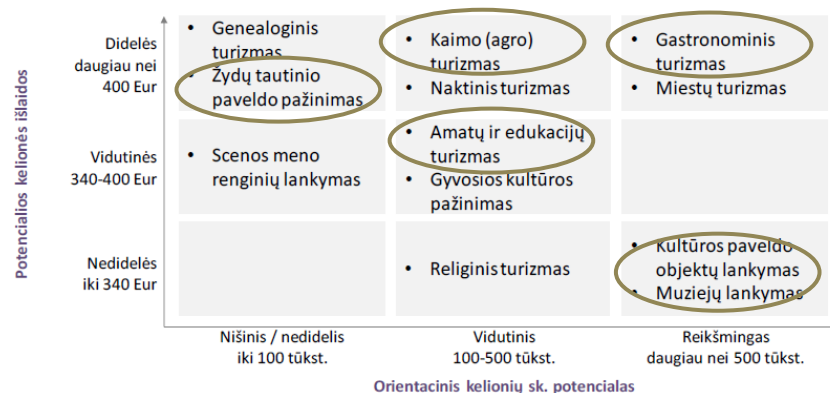 Potencialios kelionės išlaidos
Didelės
daugiau nei
400 Eur
• Genealoginis
turizmas
• Žydų tautinio
paveldo pažinimas
• Kaimo (agro)
turizmas
• Naktinis turizmas
• Gastronominis
turizmas
• Miestų turizmas
Vidutinės
340-400 Eur
• Scenos meno
renginių lankymas
• Amatų ir edukacijų
turizmas
• Gyvosios kultūros
pažinimas
Nedidelės
iki 340 Eur
• Religinis turizmas
• Kultūros paveldo
objektų lankymas
• Muziejų lankymas
Nišinis / nedidelis
iki 100 tūkst.
Vidutinis
100-500 tūkst.
Reikšmingas
daugiau nei 500 tūkst.
Orientacinis kelionių sk. potencialas